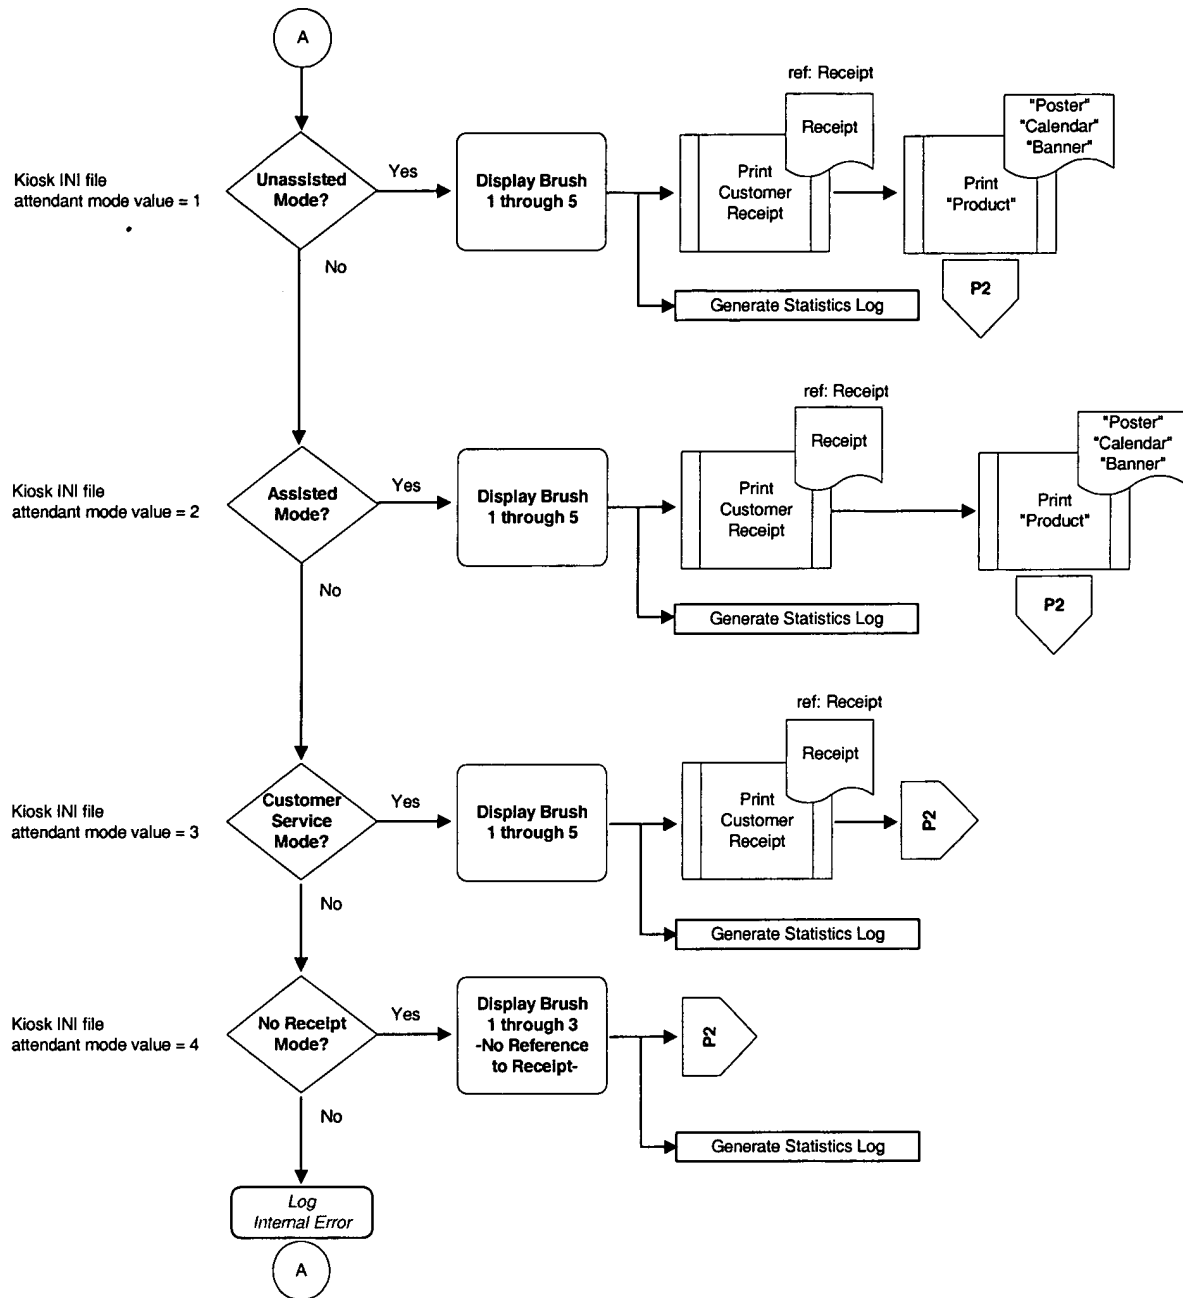 A
ref: Receipt
Receipt
"Poster"
"Calendar"
"Banner"
Kiosk INI file
attendant mode value = 1
Unassisted
Mode?
Yes
Display Brush
1 through 5
Print
Customer
Receipt
Print
"Product"
No
P2
Generate Statistics Log
ref: Receipt
Receipt
"Poster"
"Calendar"
"Banner"
Kiosk INI file
attendant mode value = 2
Assisted
Mode?
Yes
Display Brush
1 through 5
Print
Customer
Receipt
Print
"Product"
No
P2
Generate Statistics Log
ref: Receipt
Receipt
Kiosk INI file
attendant mode value = 3
Customer
Service
Mode?
Yes
Display Brush
1 through 5
Print
Customer
Receipt
P2
No
Generate Statistics Log
Kiosk INI file
attendant mode value = 4
No Receipt
Mode?
Yes
Display Brush
1 through 3
-No Reference
to Receipt-
P2
No
Generate Statistics Log
Log
Internal Error
A